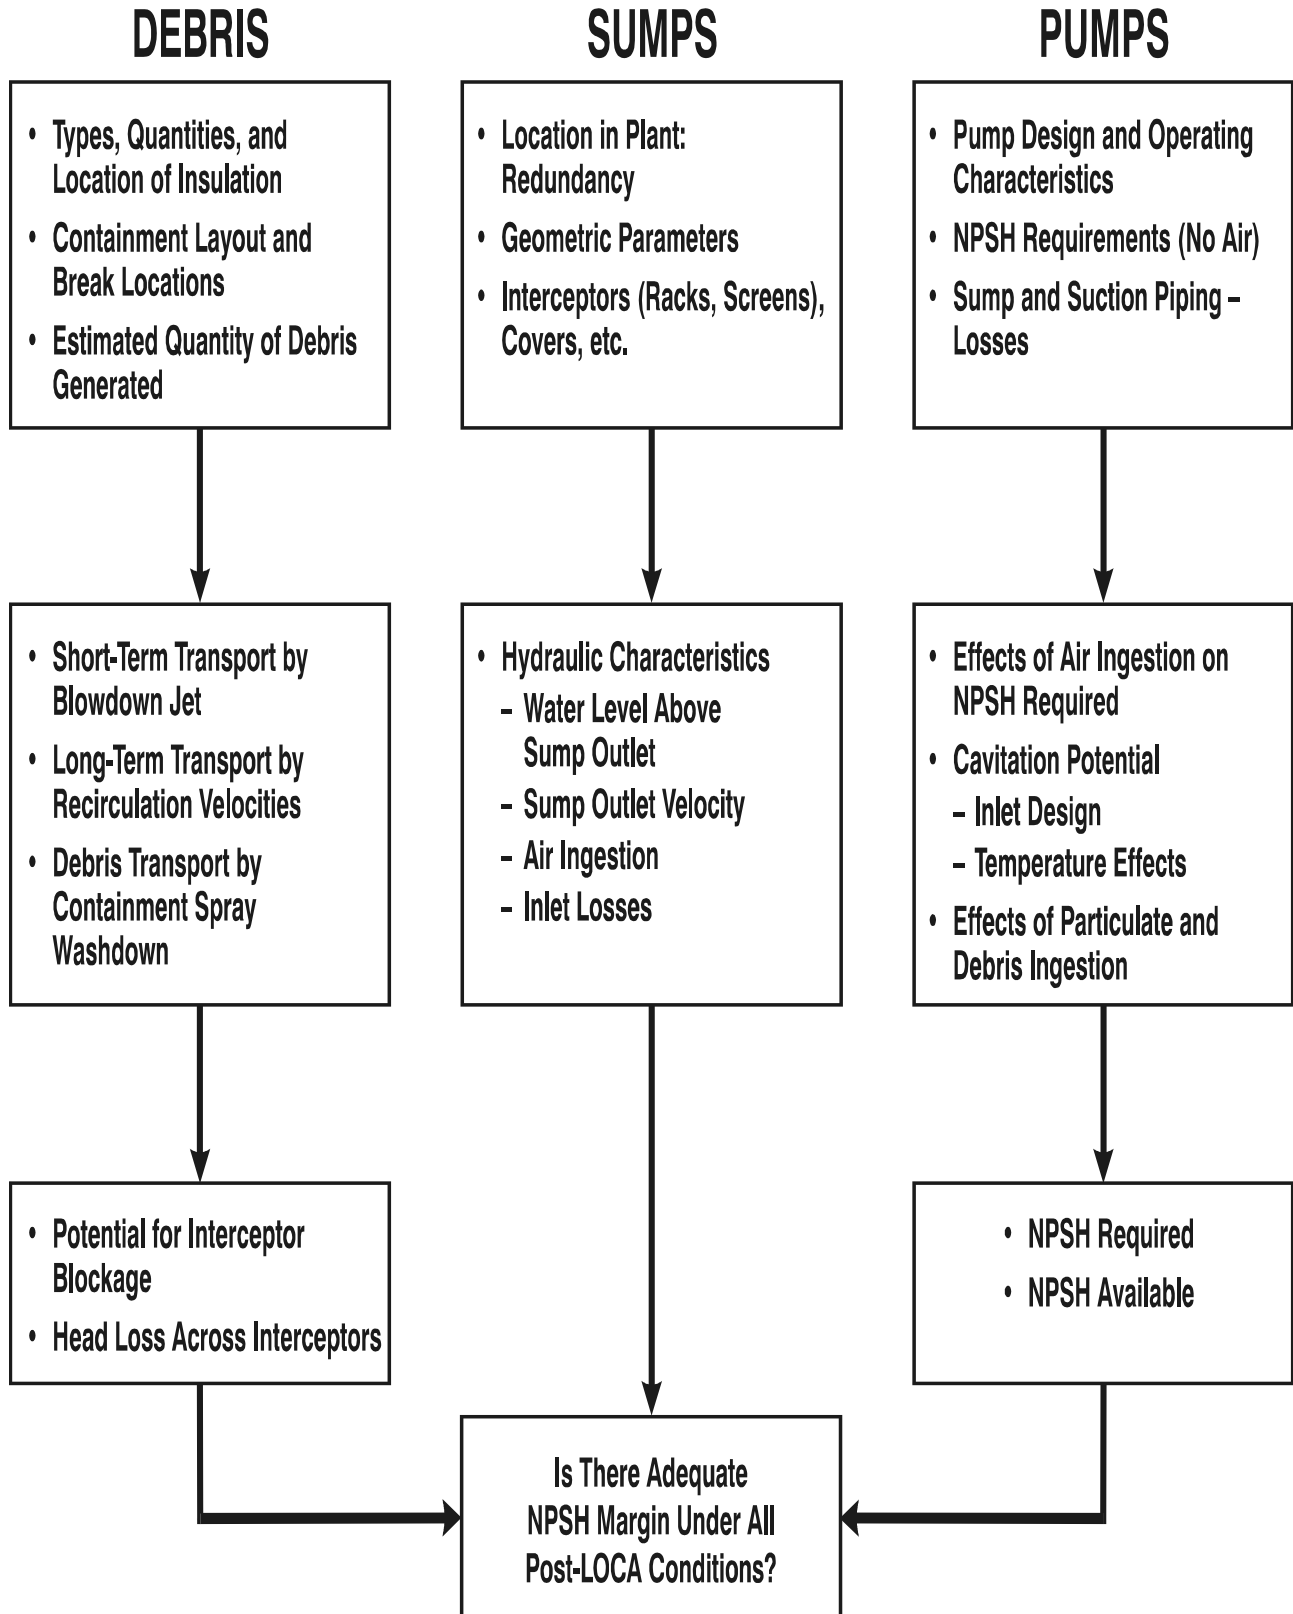 DEBRIS
• Types, Quantities, and
Location of Insulation
• Containment Layout and
Break Locations
• Estimated Quantity of Debris
Generated
• Short-Term Transport by
Blowdown Jet
• Long-Term Transport by
Recirculation Velocities
• Debris Transport by
Containment Spray
Washdown
• Potential for Interceptor
Blockage
• Head Loss Across Interceptors
SUMPS
• Location in Plant:
Redundancy
• Geometric Parameters
• Interceptors (Racks, Screens),
Covers, etc.
• Hydraulic Characteristics
– Water Level Above
Sump Outlet
– Sump Outlet Velocity
– Air Ingestion
– Inlet Losses
PUMPS
• Pump Design and Operating
Characteristics
• NPSH Requirements (No Air)
• Sump and Suction Piping –
Losses
• Effects of Air Ingestion on
NPSH Required
• Cavitation Potential
– Inlet Design
– Temperature Effects
• Effects of Particulate and
Debris Ingestion
• NPSH Required
• NPSH Available
Is There Adequate
NPSH Margin Under All
Post-LOCA Conditions?